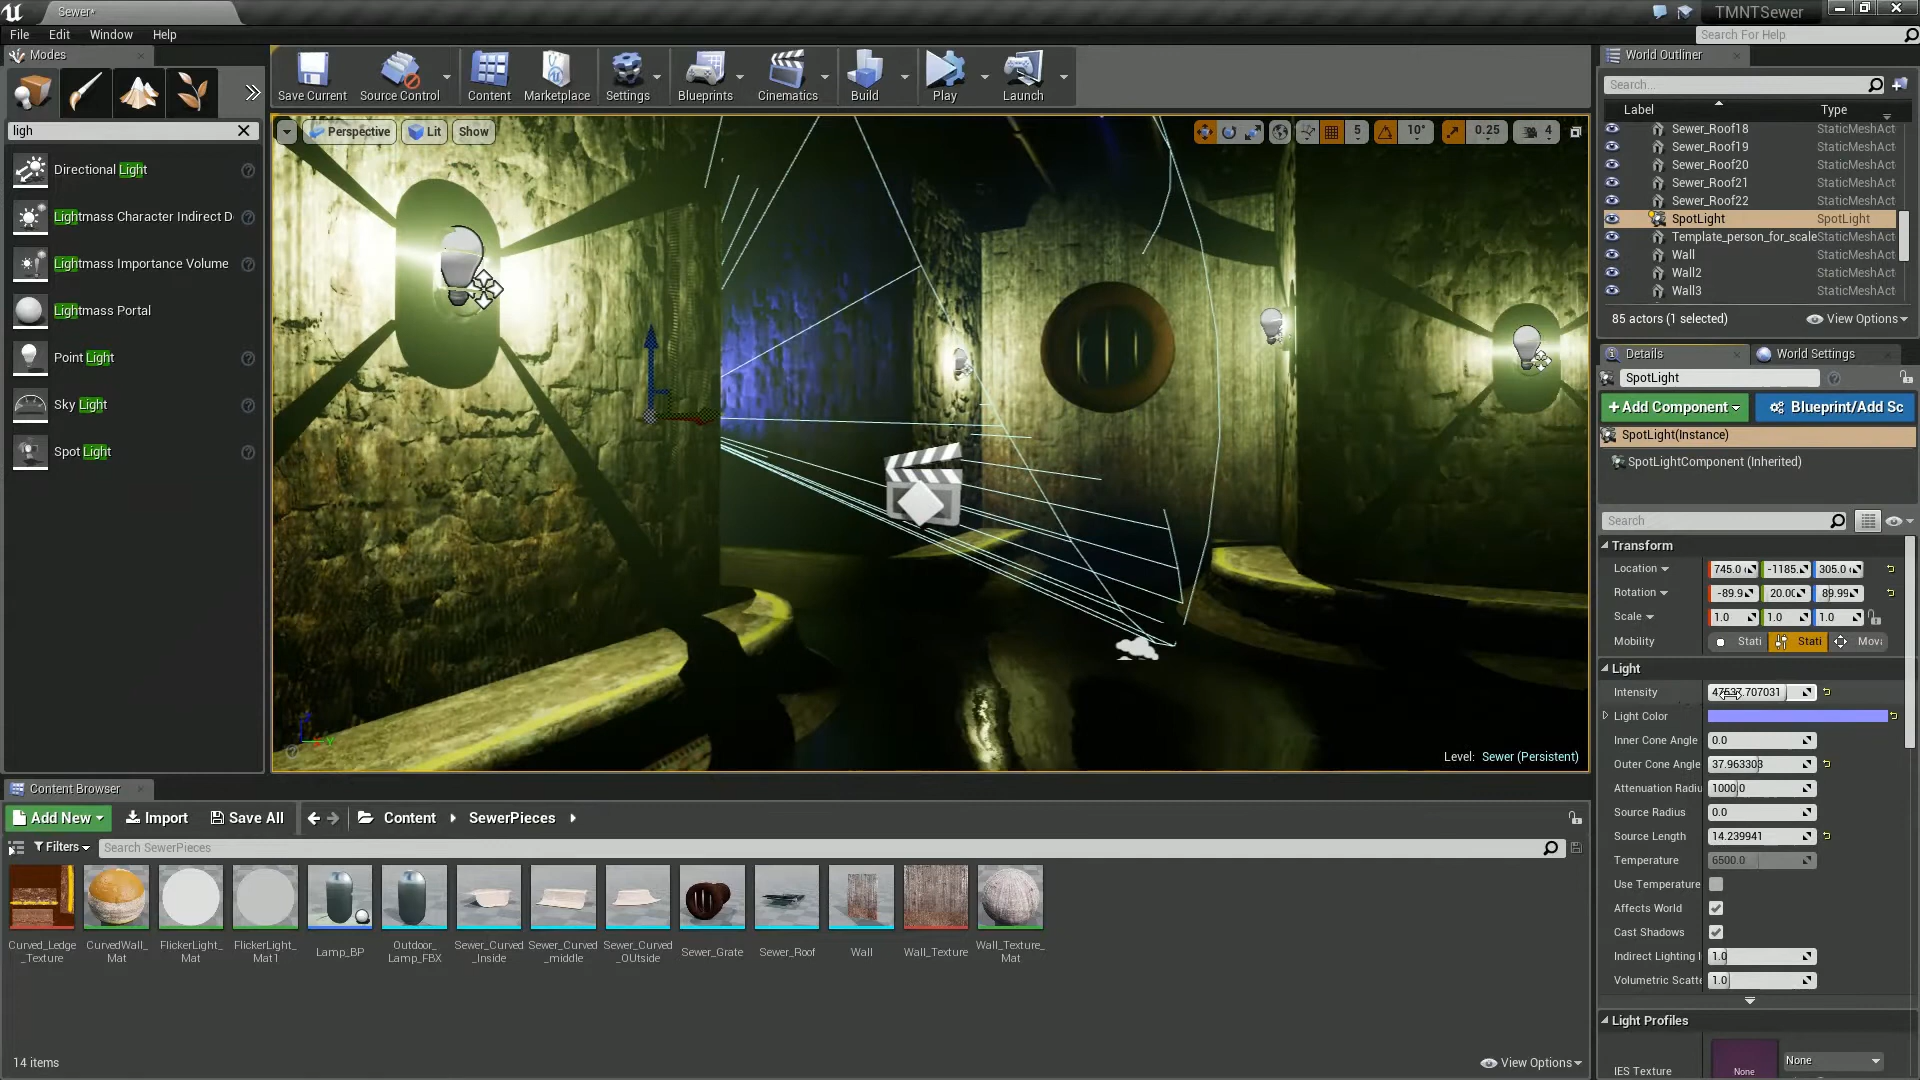 Sewer*
TMNTSewer
File Edit Window Help
Search For Help
Modes
ligh
Directional Light
Lightmass Character Indirect D
Lightmass Importance Volume
Lightmass Portal
Point Light
Sky Light
Spot Light
Save Current
Source Control
Content
Marketplace
Settings
Blueprints
Cinematics
Build
Play
Launch
Perspective
Lit
Show
5
10°
0.25
4
Level: Sewer (Persistent)
World Outliner
Search...
Label Type
Sewer_Roof18 StaticMeshAct
Sewer_Roof19 StaticMeshAct
Sewer_Roof20 StaticMeshAct
Sewer_Roof21 StaticMeshAct
Sewer_Roof22 StaticMeshAct
SpotLight SpotLight
Template_person_for_scale StaticMeshAct
Wall StaticMeshAct
Wall2 StaticMeshAct
Wall3 StaticMeshAct
85 actors (1 selected)
View Options
Details
World Settings
SpotLight
+Add Component
Blueprint/Add Sc
SpotLight(Instance)
SpotLightComponent (Inherited)
Search
Transform
Location 745.0 -1185. 305.0
Rotation -89.9 20.00 89.99
Scale 1.0 1.0 1.0
Mobility Stati Stati Mova
Light
Intensity 47537.707031
Light Color
Inner Cone Angle 0.0
Outer Cone Angle 37.963303
Attenuation Radiu 1000.0
Source Radius 0.0
Source Length 14.239941
Temperature 6500.0
Use Temperature
Affects World
Cast Shadows
Indirect Lighting I 1.0
Volumetric Scatte 1.0
Light Profiles
IES Texture None None
Content Browser
Add New
Import
Save All
Content
SewerPieces
Filters
Search SewerPieces
Curved_Ledge
_Texture
CurvedWall_
Mat
FlickerLight_
Mat
FlickerLight_
Mat1
Lamp_BP
Outdoor_
Lamp_FBX
Sewer_Curved
_Inside
Sewer_Curved
_middle
Sewer_Curved
_OUtside
Sewer_Grate
Sewer_Roof
Wall
Wall_Texture
Wall_Texture_
Mat
14 items
View Options